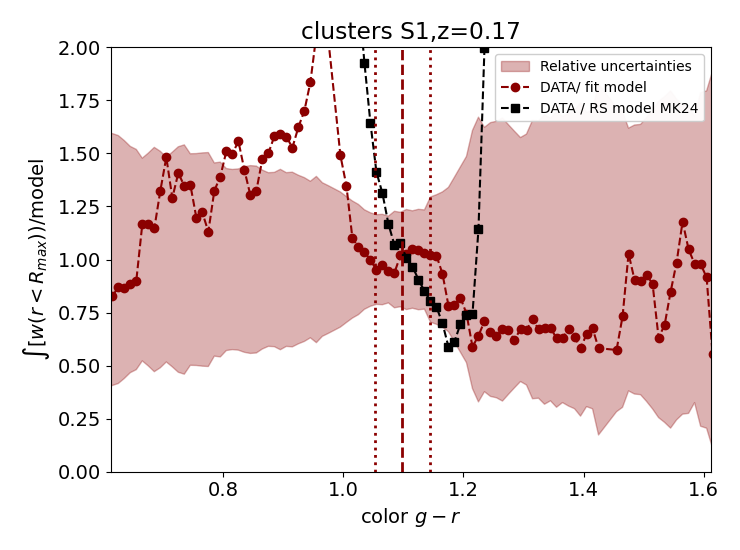 clusters S1,z=0.17
2.00
1.75
1.50
1.25
1.00
0.75
0.50
0.25
0.00
∫[w(r < R_{max}))/model
Relative uncertainties
DATA/ fit model
DATA / RS model MK24
0.8 1.0 1.2 1.4 1.6
color g − r